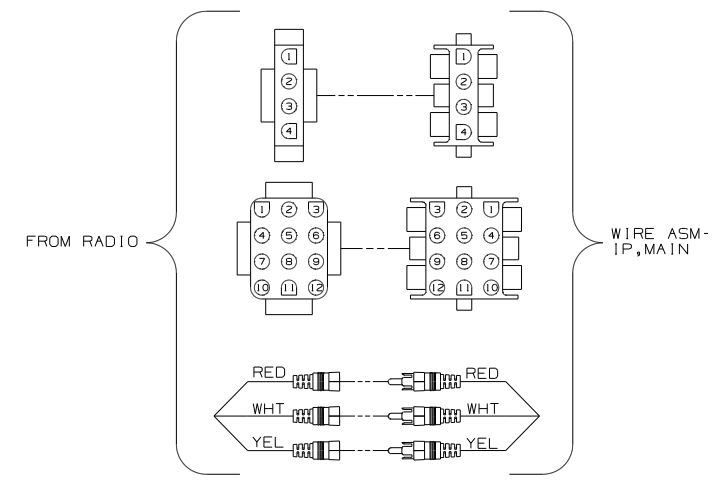 1 1
2 2
3 3
4 4
1 2 3 3 2 1
4 5 6 6 5 4
7 8 9 9 8 7
10 11 12 12 11 10
FROM RADIO
WIRE ASM-
IP,MAIN
RED RED
WHT WHT
YEL YEL